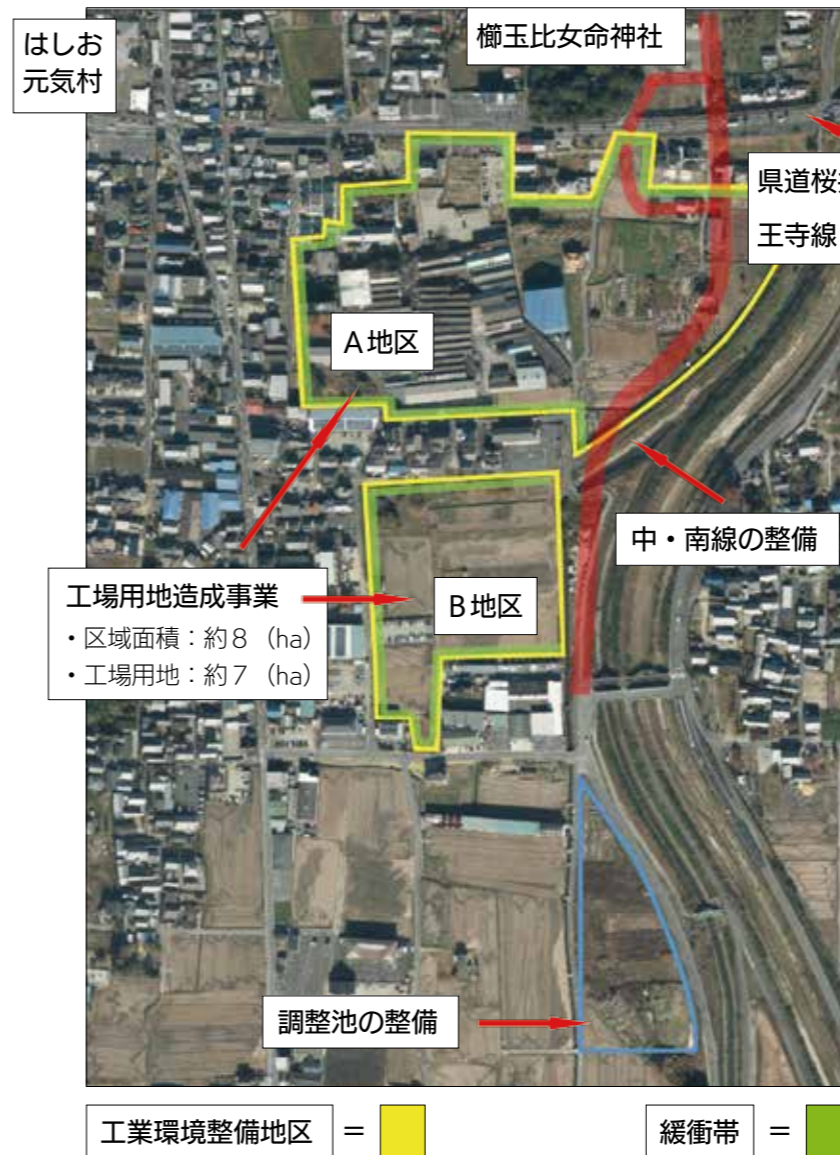 はしお
元気村
櫛玉比女命神社
県道桜
王寺線
A地区
中・南線の整備
工場用地造成事業
・区域面積：約8（ha）
・工場用地：約7（ha）
B地区
調整池の整備
工業環境整備地区 =
緩衝帯 =